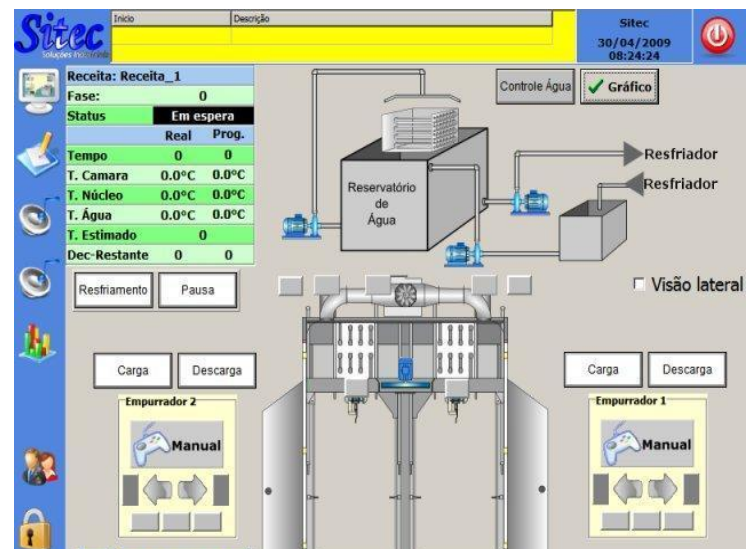 Sitec
Início
Descrição
Sitec
30/04/2009
08:24:24
Receita: Receita_1
Fase: 0
Status Em espera
Real Prog.
Tempo 0 0
T. Camara 0.0°C 0.0°C
T. Núcleo 0.0°C 0.0°C
T. Água 0.0°C 0.0°C
T. Estimado 0
Dec-Restante 0 0
Resfriamento
Pausa
Controle Água
Gráfico
Reservatório
de
Água
Resfriador
Resfriador
Visão lateral
Carga
Descarga
Empurrador 2
Manual
Carga
Descarga
Empurrador 1
Manual